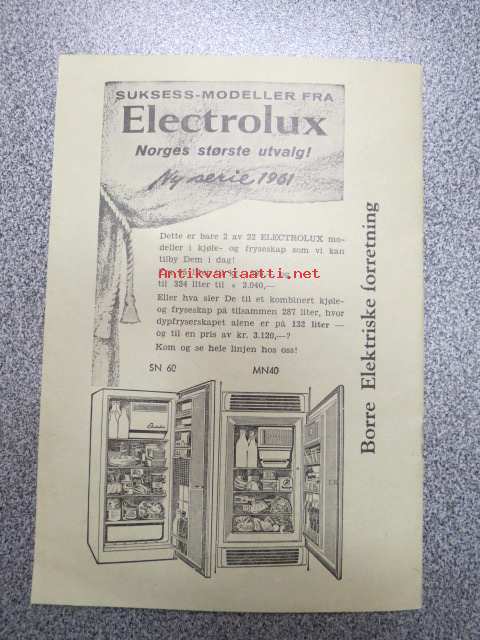 SUKSESS-MODELLER FRA
Electrolux
Norges største utvalg!
Ny serie 1961
Dette er bare 2 av 22 ELECTROLUX mo-
deller i kjøle- og fryseskap som vi kan
tilby Dem i dag!
Antikvariaatti.net
til 334 liter til « 2.040,—
Eller hva sier De til et kombinert kjøle-
og fryseskap på tilsammen 287 liter, hvor
dypfryserskapet alene er på 132 liter —
og til en pris av kr. 3.120,—?
Kom og se hele linjen hos oss!
SN 60
MN40
Borre Elektriske forretning